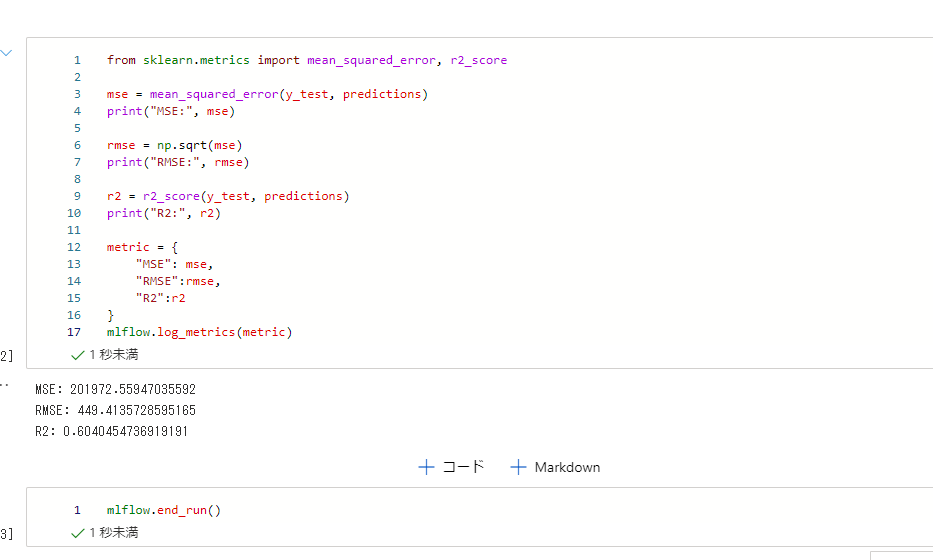 1 from sklearn.metrics import mean_squared_error, r2_score
2
3 mse = mean_squared_error(y_test, predictions)
4 print("MSE:", mse)
5
6 rmse = np.sqrt(mse)
7 print("RMSE:", rmse)
8
9 r2 = r2_score(y_test, predictions)
10 print("R2:", r2)
11
12 metric = {
13     "MSE": mse,
14     "RMSE":rmse,
15     "R2":r2
16 }
17 mlflow.log_metrics(metric)
2] ✓ 1 秒未満
MSE: 201972.55947035592
RMSE: 449.4135728595165
R2: 0.6040454736919191
+ コード + Markdown
1 mlflow.end_run()
3] ✓ 1 秒未満